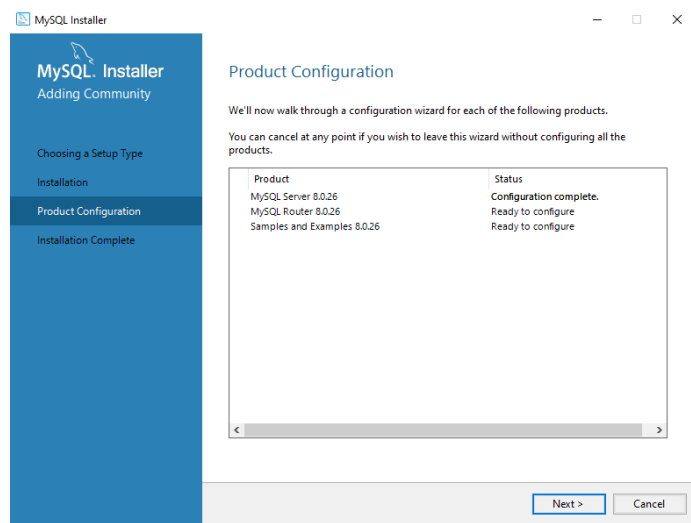 MySQL Installer
MySQL. Installer
Adding Community
Choosing a Setup Type
Installation
Product Configuration
Installation Complete
Product Configuration
We'll now walk through a configuration wizard for each of the following products.
You can cancel at any point if you wish to leave this wizard without configuring all the
products.
Product Status
MySQL Server 8.0.26 Configuration complete.
MySQL Router 8.0.26 Ready to configure
Samples and Examples 8.0.26 Ready to configure
Next > Cancel